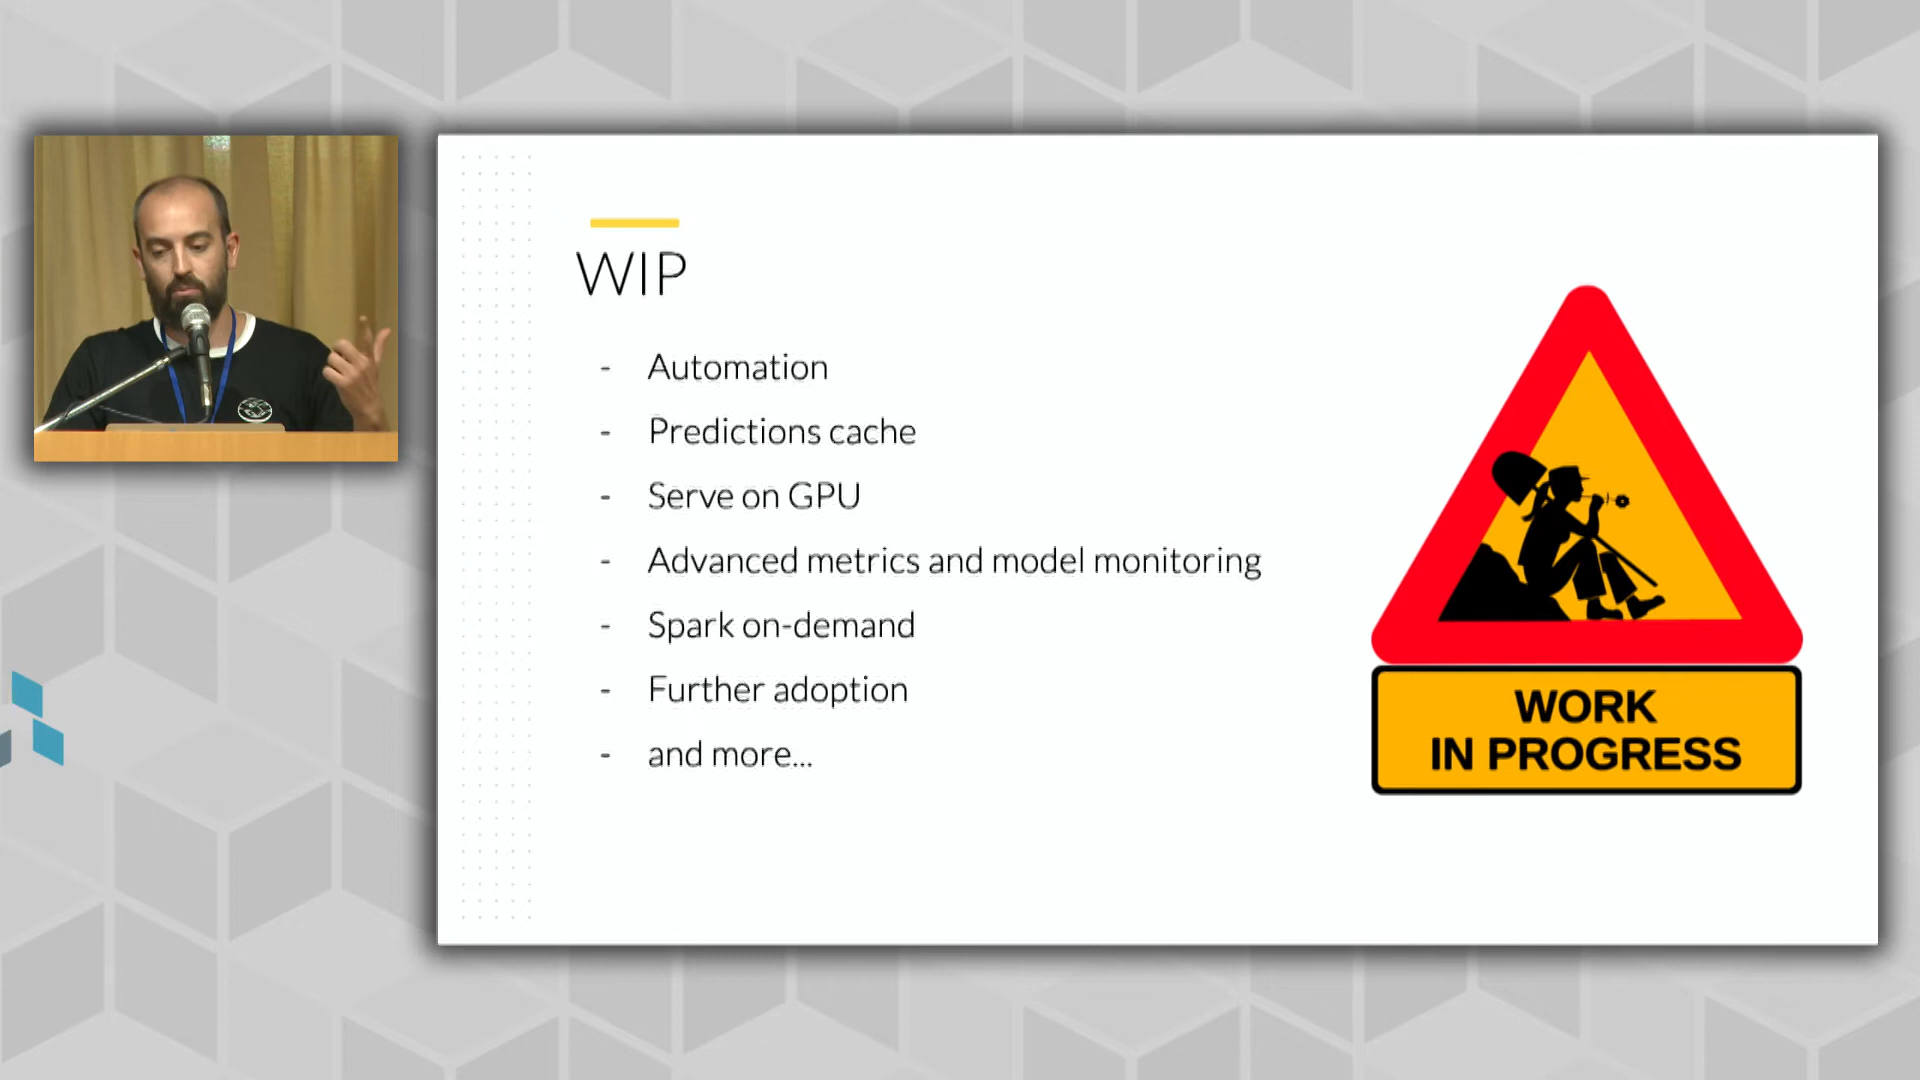 WIP
- Automation
- Predictions cache
- Serve on GPU
- Advanced metrics and model monitoring
- Spark on-demand
- Further adoption
- and more...
WORK
IN PROGRESS